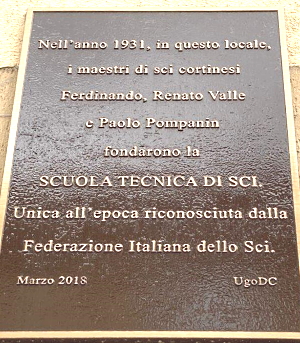 Nell'anno 1931, in questo locale,
i maestri di sci cortinesi
Ferdinando, Renato Valle
e Paolo Pompanin
fondarono la
SCUOLA TECNICA DI SCI.
Unica all'epoca riconosciuta dalla
Federazione Italiana dello Sci.
Marzo 2018 UgoDC